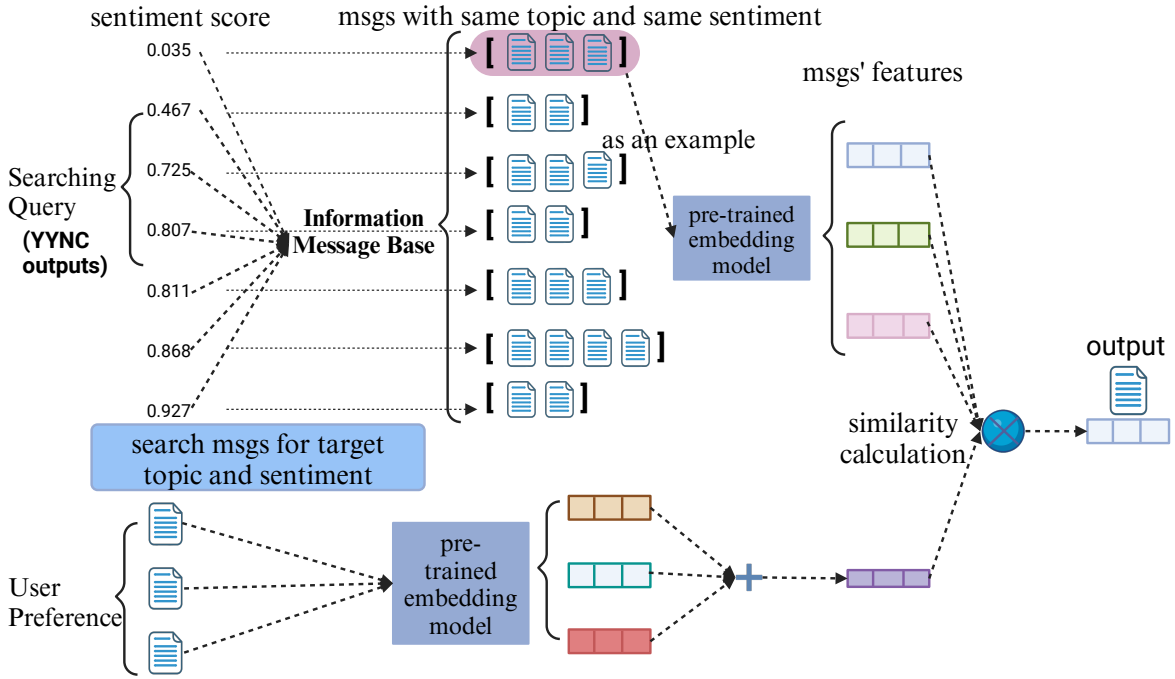 sentiment score
msgs with same topic and same sentiment
0.035
[ ]
msgs' features
0.467
[ ]
as an example
Searching
Query
(YYNC
outputs)
0.725
[ ]
0.807
Information
Message Base
[ ]
pre-trained
embedding
model
0.811
[ ]
0.868
[ ]
output
0.927
[ ]
similarity
calculation
search msgs for target
topic and sentiment
User
Preference
pre-
trained
embedding
model
+